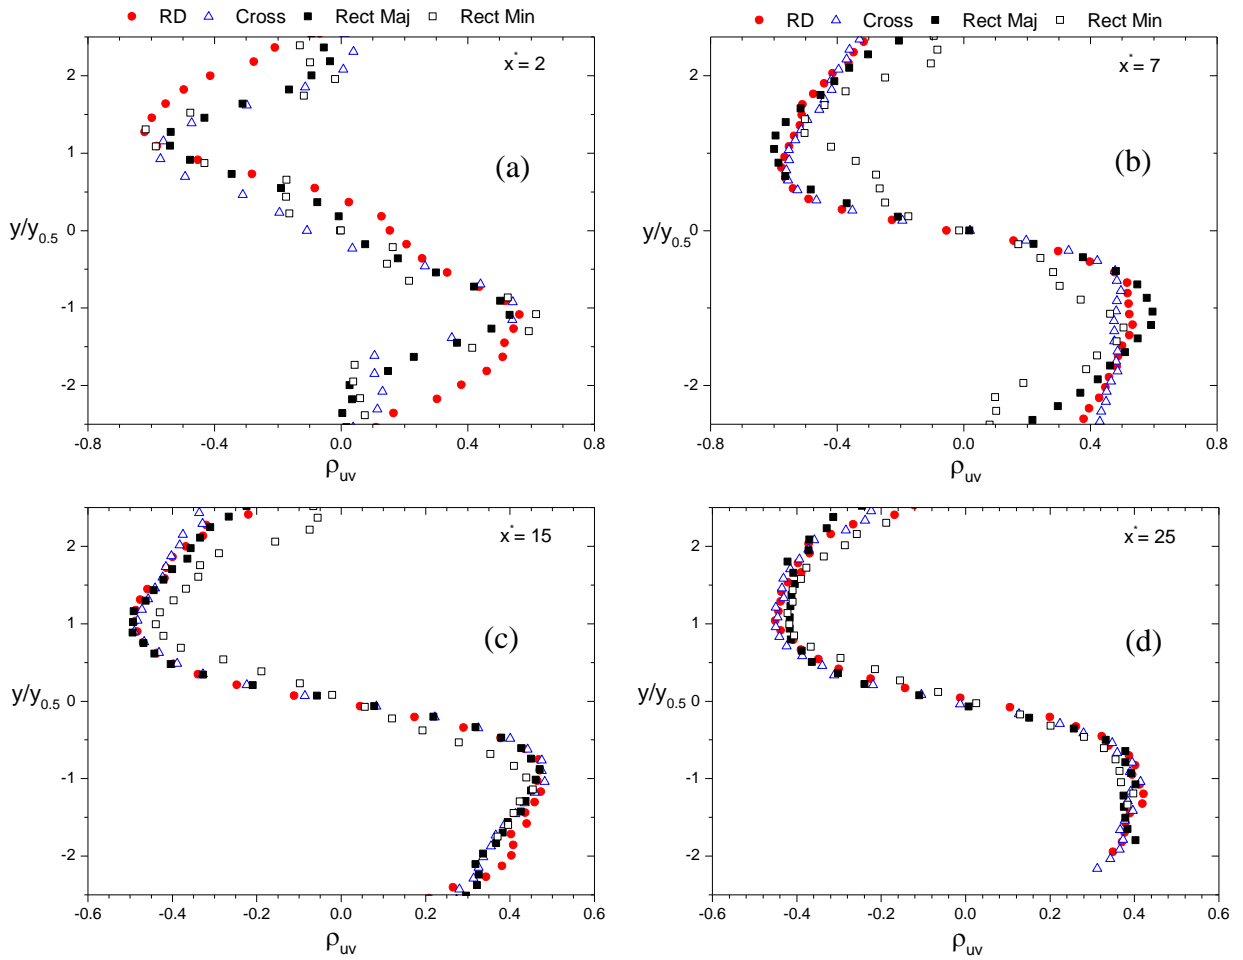 RD Cross Rect Maj Rect Min
RD Cross Rect Maj Rect Min
2
1
0
-1
-2
y/y0.5
x* = 2
(a)
-0.8 -0.4 0.0 0.4 0.8
ρuv
2
1
0
-1
-2
y/y0.5
x* = 7
(b)
-0.8 -0.4 0.0 0.4 0.8
ρuv
2
1
0
-1
-2
y/y0.5
x* = 15
(c)
-0.6 -0.4 -0.2 0.0 0.2 0.4 0.6
ρuv
2
1
0
-1
-2
y/y0.5
x* = 25
(d)
-0.6 -0.4 -0.2 0.0 0.2 0.4 0.6
ρuv